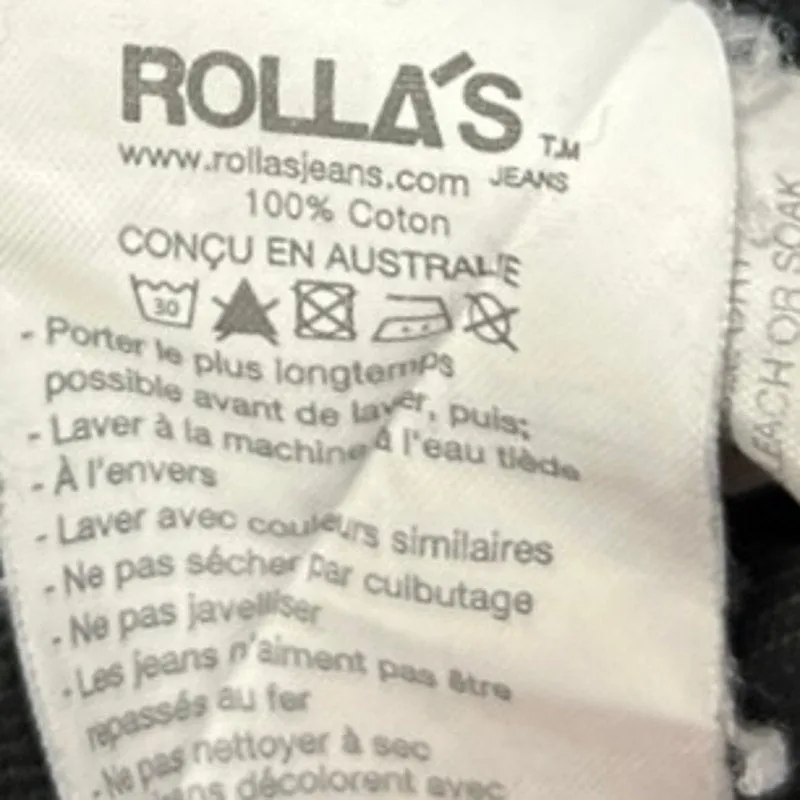 ROLLA'S T.M
www.rollasjeans.com JEANS
100% Coton
CONÇU EN AUSTRALIE
30
- Porter le plus longtemps
possible avant de laver, puis;
- Laver à la machine à l'eau tiède
- À l'envers
- Laver avec couleurs similaires
- Ne pas sécher par culbutage
- Ne pas javelliser
- Les jeans n'aiment pas être
repassés au fer
- Ne pas nettoyer à sec
décolorent avec
OR SOAK